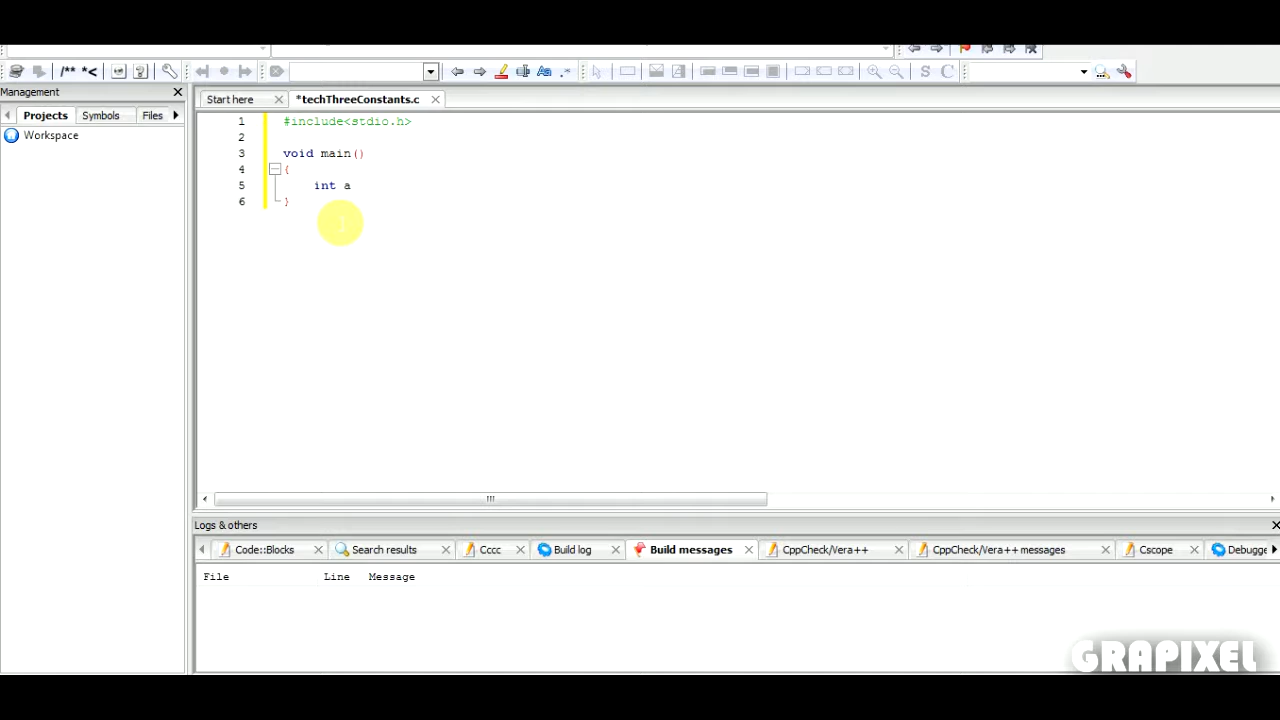 /** *<
S C
Management
Start here *techThreeConstants.c
Projects Symbols Files
Workspace
1 #include<stdio.h>
2
3 void main()
4 {
5 int a
6 }
Logs & others
Code::Blocks Search results Cccc Build log Build messages CppCheck/Vera++ CppCheck/Vera++ messages Cscope Debugge
File Line Message
GRAPIXEL